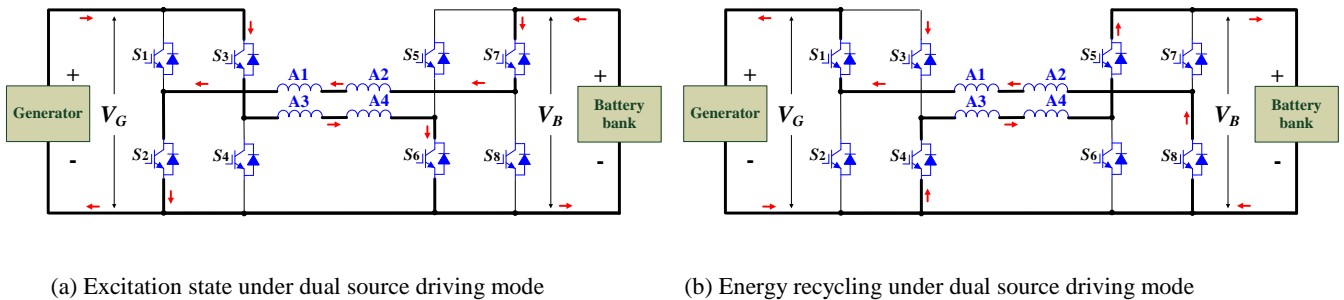 S1
S3
S5
S7
A1
A2
+
+
Generator
V_G
A3
A4
V_B
Battery
bank
S2
S4
S6
S8
-
-
S1
S3
S5
S7
A1
A2
+
+
Generator
V_G
A3
A4
V_B
Battery
bank
S2
S4
S6
S8
-
-
(a) Excitation state under dual source driving mode
(b) Energy recycling under dual source driving mode